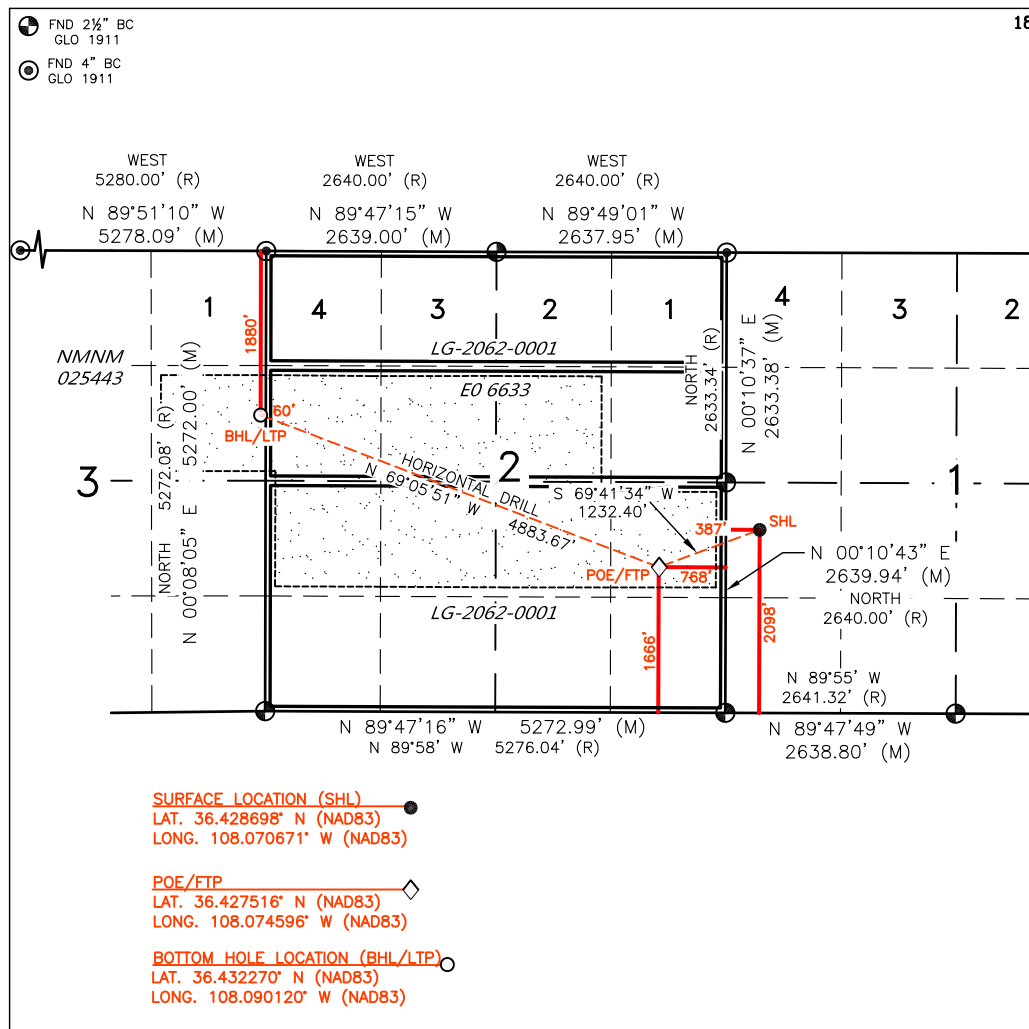 FND 2½" BC
GLO 1911
18
FND 4" BC
GLO 1911
WEST
5280.00' (R)
N 89°51'10" W
5278.09' (M)
WEST
2640.00' (R)
N 89°47'15" W
2639.00' (M)
WEST
2640.00' (R)
N 89°49'01" W
2637.95' (M)
1
4
3
2
1
4
3
2
1880'
NMNM
025443
LG-2062-0001
E0 6633
NORTH
2633.34' (R)
N 00°10'37" E
2633.38' (M)
60'
BHL/LTP
NORTH
5272.08' (R)
N 00°08'05" E
5272.00' (M)
3
2
1
HORIZONTAL DRILL
N 69°05'51" W
4883.67'
S 69°41'34" W
1232.40'
387'
SHL
POE/FTP
768'
N 00°10'43" E
2639.94' (M)
NORTH
2640.00' (R)
LG-2062-0001
1666'
2098'
N 89°55' W
2641.32' (R)
N 89°47'16" W 5272.99' (M)
N 89°58' W 5276.04' (R)
N 89°47'49" W
2638.80' (M)
SURFACE LOCATION (SHL)
LAT. 36.428698° N (NAD83)
LONG. 108.070671° W (NAD83)
POE/FTP
LAT. 36.427516° N (NAD83)
LONG. 108.074596° W (NAD83)
BOTTOM HOLE LOCATION (BHL/LTP)
LAT. 36.432270° N (NAD83)
LONG. 108.090120° W (NAD83)